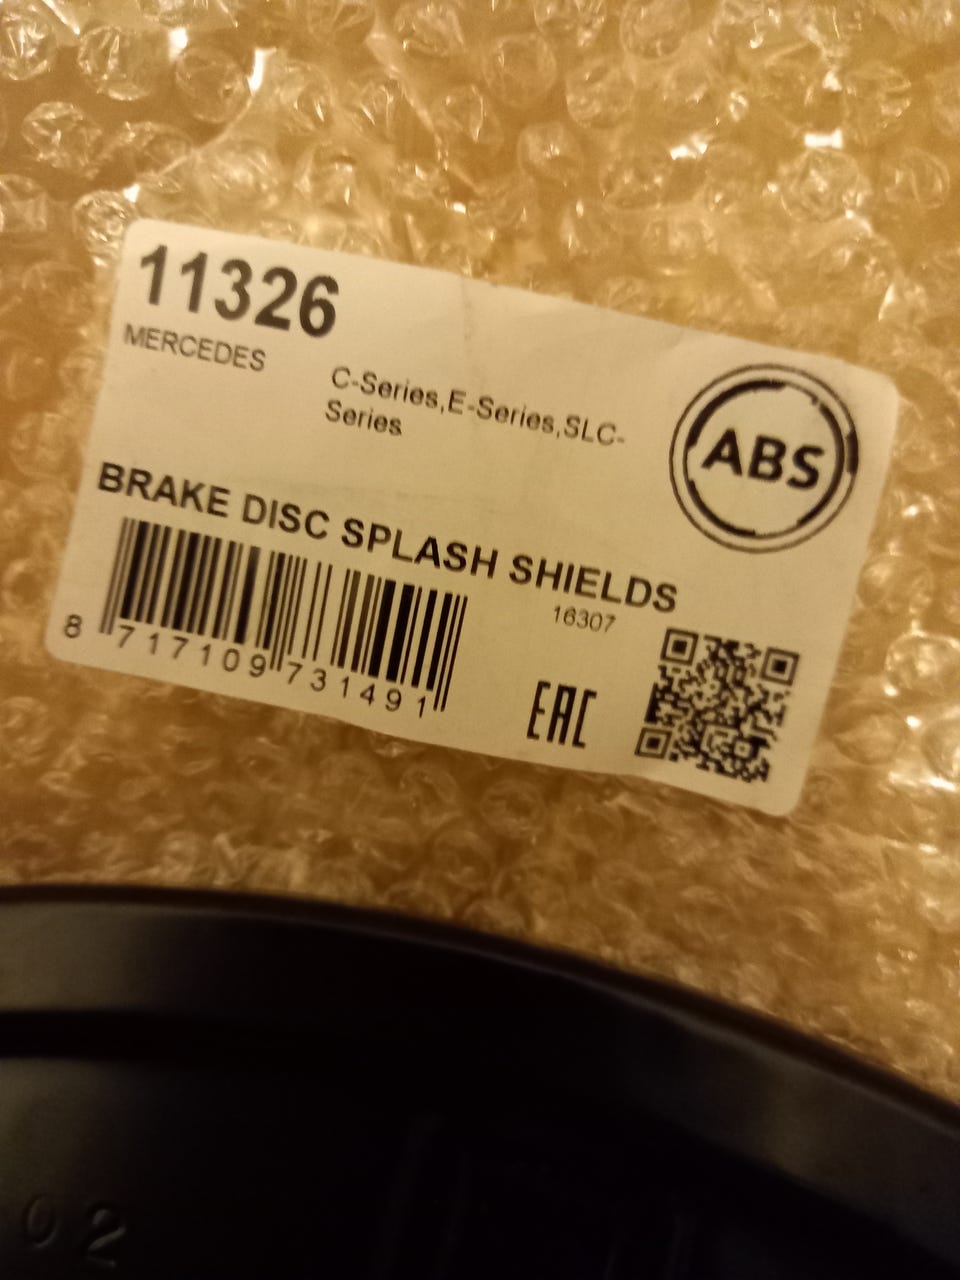 11326
MERCEDES
C-Series,E-Series,SLC-
Series
ABS
BRAKE DISC SPLASH SHIELDS
16307
8 717109 731491
EAC
02